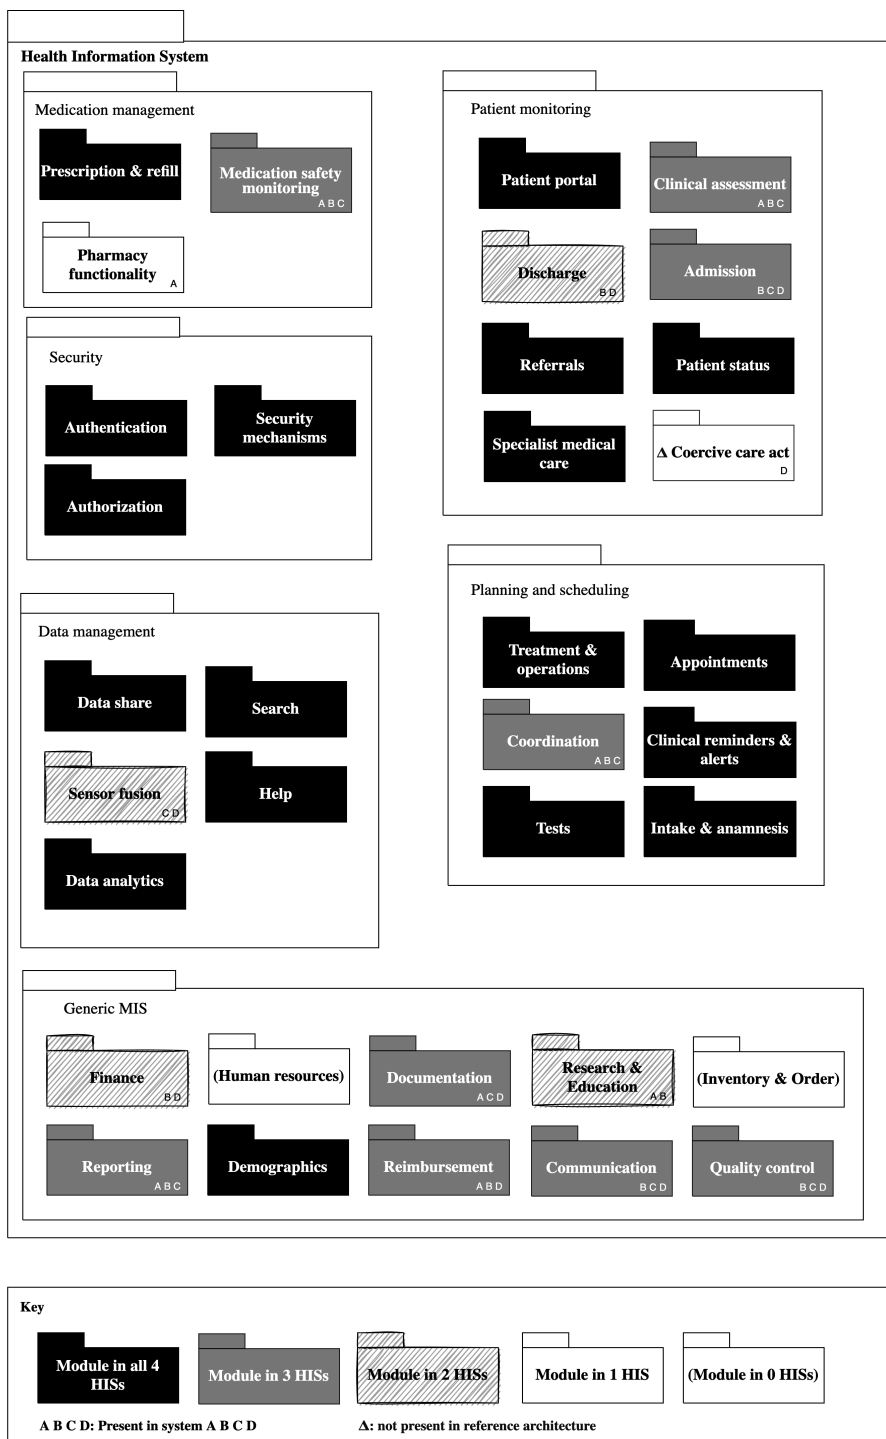 Health Information System
Medication management
Prescription & refill
Medication safety
monitoring
A B C
Pharmacy
functionality
A
Security
Authentication
Security
mechanisms
Authorization
Data management
Data share
Search
Sensor fusion
C D
Help
Data analytics
Patient monitoring
Patient portal
Clinical assessment
A B C
Discharge
B D
Admission
B C D
Referrals
Patient status
Specialist medical
care
Δ Coercive care act
D
Planning and scheduling
Treatment &
operations
Appointments
Coordination
A B C
Clinical reminders &
alerts
Tests
Intake & anamnesis
Generic MIS
Finance
B D
(Human resources)
Documentation
A C D
Research &
Education
A B
(Inventory & Order)
Reporting
A B C
Demographics
Reimbursement
A B D
Communication
B C D
Quality control
B C D
Key
Module in all 4
HISs
Module in 3 HISs
Module in 2 HISs
Module in 1 HIS
(Module in 0 HISs)
A B C D: Present in system A B C D
Δ: not present in reference architecture